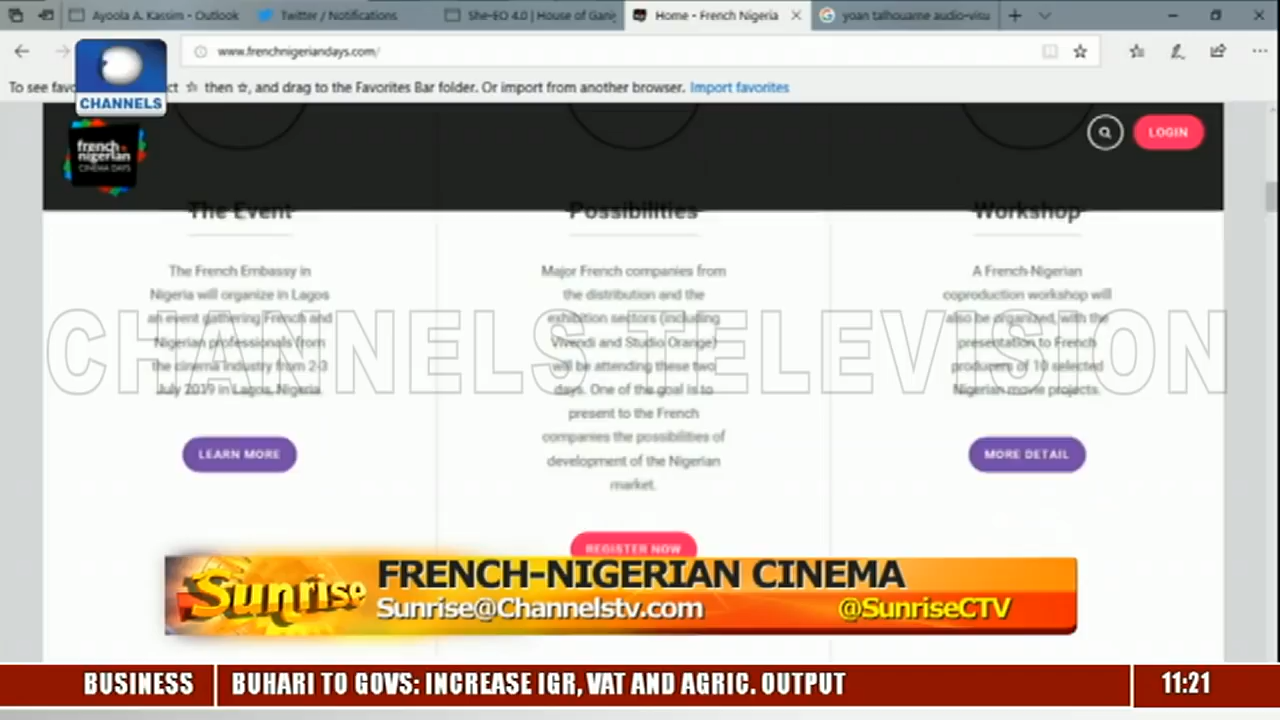 Ayoola A. Kassim - Outlook
Twitter / Notifications
She-EO 4.0 | House of Ganj
Home - French Nigeria
yoan talhouame audio-visu
www.frenchnigeriandays.com/
To see favo ct ☆ then ☆, and drag to the Favorites Bar folder. Or import from another browser. Import favorites
CHANNELS
french
nigerian
CINEMA DAYS
LOGIN
The Event
The French Embassy in
Nigeria will organize in Lagos
an event gathering French and
Nigerian professionals from
the cinema industry from 2-3
July 2019 in Lagos, Nigeria.
LEARN MORE
Possibilities
Major French companies from
the distribution and the
exhibition sectors (including
Vivendi and Studio Orange)
will be attending these two
days. One of the goal is to
present to the French
companies the possibilities of
development of the Nigerian
market.
REGISTER NOW
Workshop
A French-Nigerian
coproduction workshop will
also be organized, with the
presentation to French
producers of 10 selected
Nigerian movie projects.
MORE DETAIL
CHANNELS TELEVISION
Sunrise
FRENCH-NIGERIAN CINEMA
Sunrise@Channelstv.com @SunriseCTV
BUSINESS BUHARI TO GOVS: INCREASE IGR, VAT AND AGRIC. OUTPUT 11:21